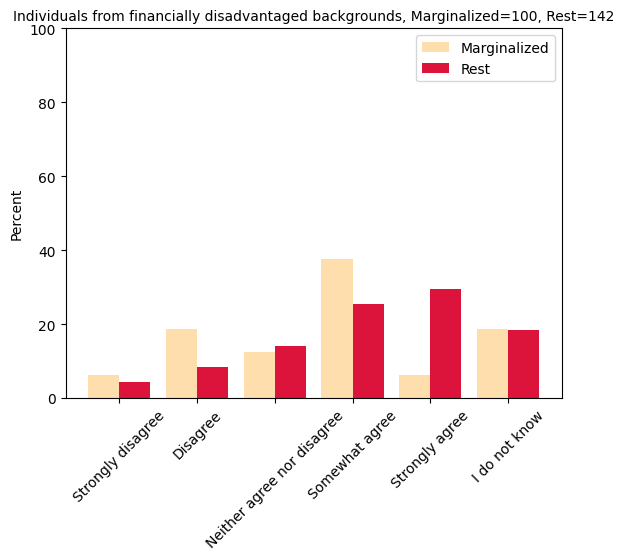 Individuals from financially disadvantaged backgrounds, Marginalized=100, Rest=142
100
80
60
40
20
0
Percent
Marginalized
Rest
Strongly disagree
Disagree
Neither agree nor disagree
Somewhat agree
Strongly agree
I do not know